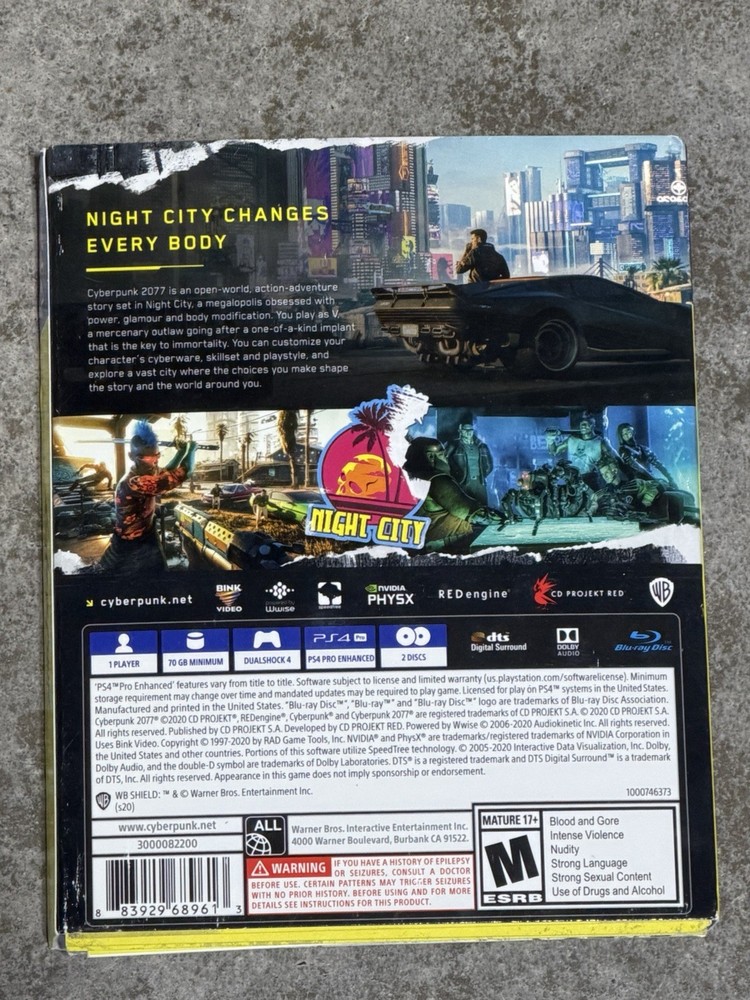 NIGHT CITY CHANGES
EVERY BODY
Cyberpunk 2077 is an open-world, action-adventure
story set in Night City, a megalopolis obsessed with
power, glamour and body modification. You play as V,
a mercenary outlaw going after a one-of-a-kind implant
that is the key to immortality. You can customize your
character's cyberware, skillset and playstyle, and
explore a vast city where the choices you make shape
the story and the world around you.
NIGHT CITY
cyberpunk.net
BINK VIDEO
powered by Wwise
NVIDIA PHYSX
REDengine
CD PROJEKT RED
WB
1 PLAYER
70 GB MINIMUM
DUALSHOCK 4
PS4 Pro
PS4 PRO ENHANCED
2 DISCS
dts Digital Surround
DOLBY AUDIO
Blu-ray Disc
'PS4™Pro Enhanced' features vary from title to title. Software subject to license and limited warranty (us.playstation.com/softwarelicense). Minimum
storage requirement may change over time and mandated updates may be required to play game. Licensed for play on PS4™ systems in the United States.
Manufactured and printed in the United States. "Blu-ray Disc™", "Blu-ray™" and "Blu-ray Disc™" logo are trademarks of Blu-ray Disc Association.
Cyberpunk 2077® ©2020 CD PROJEKT®, REDengine®, Cyberpunk® and Cyberpunk 2077® are registered trademarks of CD PROJEKT S.A. © 2020 CD PROJEKT S.A.
All rights reserved. Published by CD PROJEKT S.A. Developed by CD PROJEKT RED. Powered by Wwise © 2006-2020 Audiokinetic Inc. All rights reserved.
Uses Bink Video. Copyright © 1997-2020 by RAD Game Tools, Inc. NVIDIA® and PhysX® are trademarks/registered trademarks of NVIDIA Corporation in
the United States and other countries. Portions of this software utilize SpeedTree technology. © 2005-2020 Interactive Data Visualization, Inc. Dolby,
Dolby Audio, and the double-D symbol are trademarks of Dolby Laboratories. DTS® is a registered trademark and DTS Digital Surround™ is a trademark
of DTS, Inc. All rights reserved. Appearance in this game does not imply sponsorship or endorsement.
WB SHIELD: ™ & © Warner Bros. Entertainment Inc.
(s20)
1000746373
www.cyberpunk.net
3000082200
8 83929 68961 3
ALL
Warner Bros. Interactive Entertainment Inc.
4000 Warner Boulevard, Burbank CA 91522.
WARNING IF YOU HAVE A HISTORY OF EPILEPSY
OR SEIZURES, CONSULT A DOCTOR
BEFORE USE. CERTAIN PATTERNS MAY TRIGGER SEIZURES
WITH NO PRIOR HISTORY. BEFORE USING AND FOR MORE
DETAILS SEE INSTRUCTIONS FOR THIS PRODUCT.
MATURE 17+
M
ESRB
Blood and Gore
Intense Violence
Nudity
Strong Language
Strong Sexual Content
Use of Drugs and Alcohol